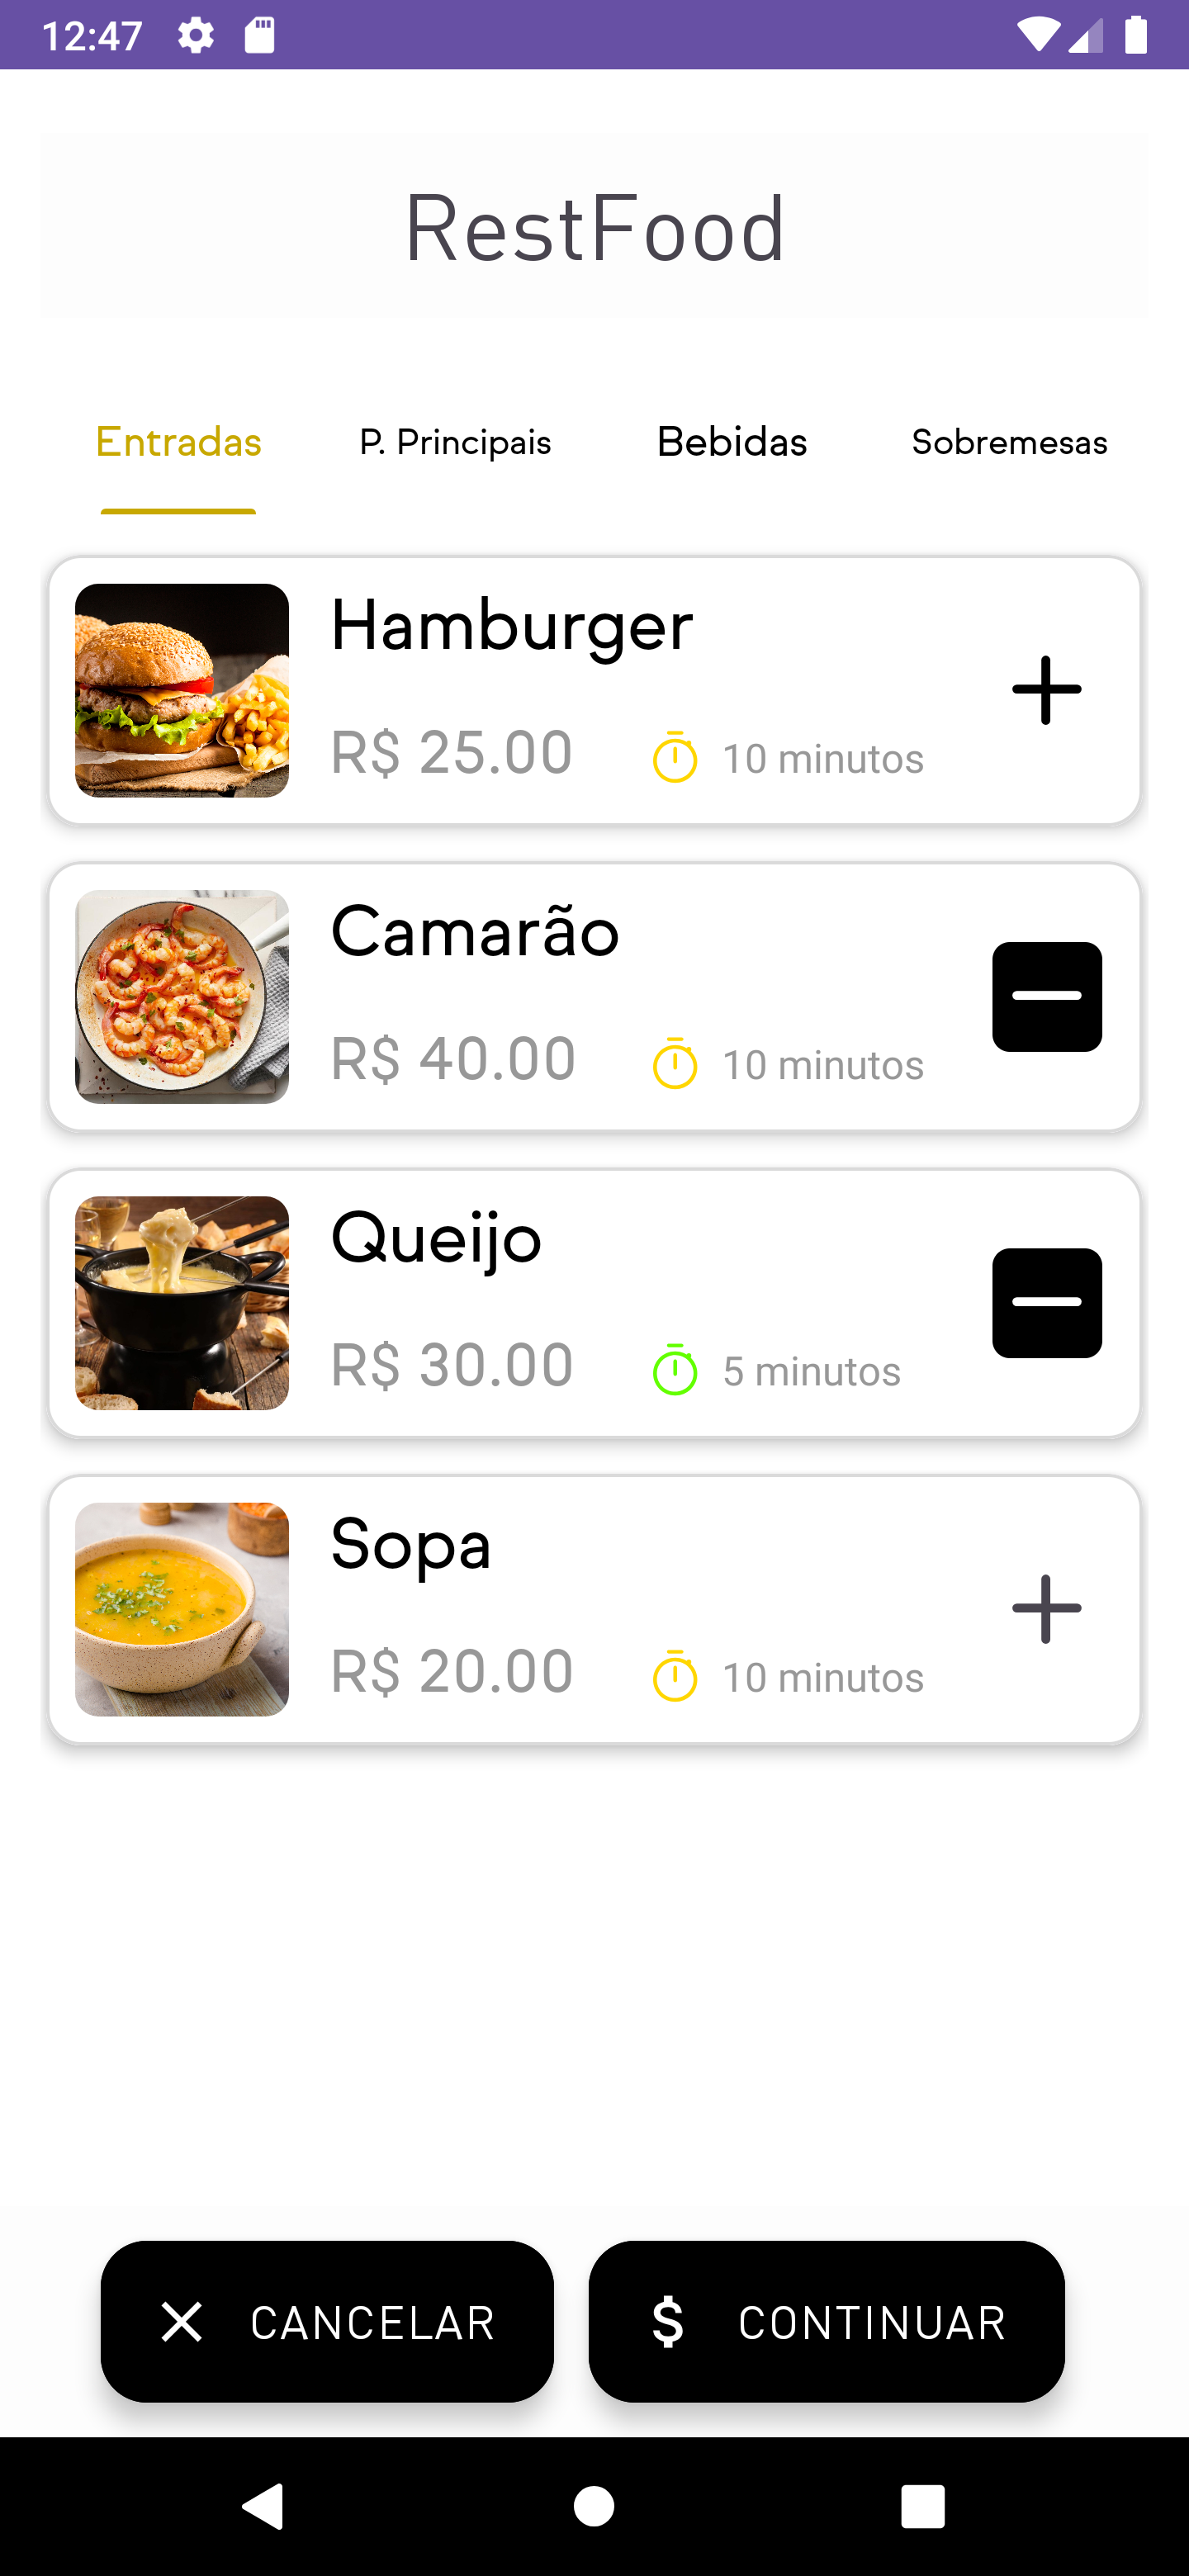 12:47
RestFood
Entradas P. Principais Bebidas Sobremesas
Hamburger
R$ 25.00 10 minutos
Camarão
R$ 40.00 10 minutos
Queijo
R$ 30.00 5 minutos
Sopa
R$ 20.00 10 minutos
CANCELAR $ CONTINUAR